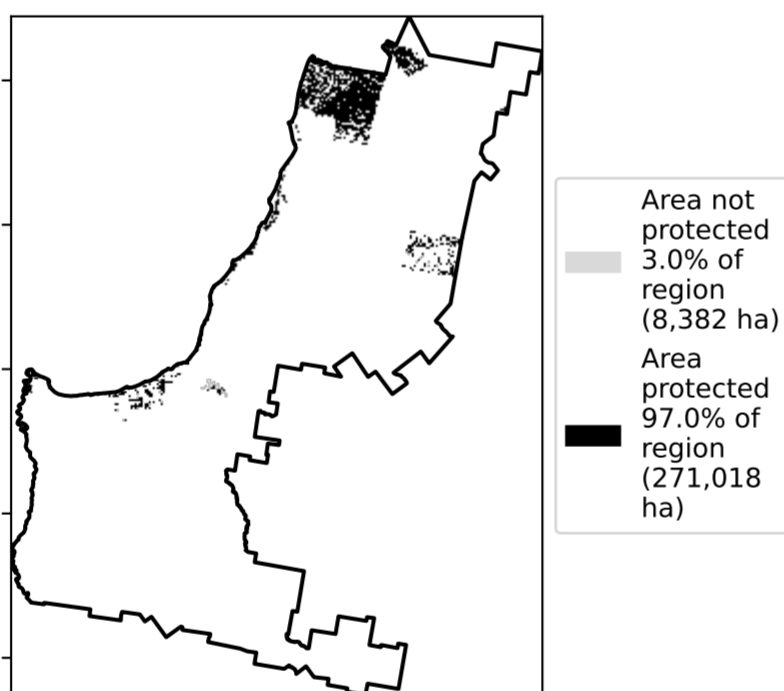 Area not
protected
3.0% of
region
(8,382 ha)
Area
protected
97.0% of
region
(271,018
ha)